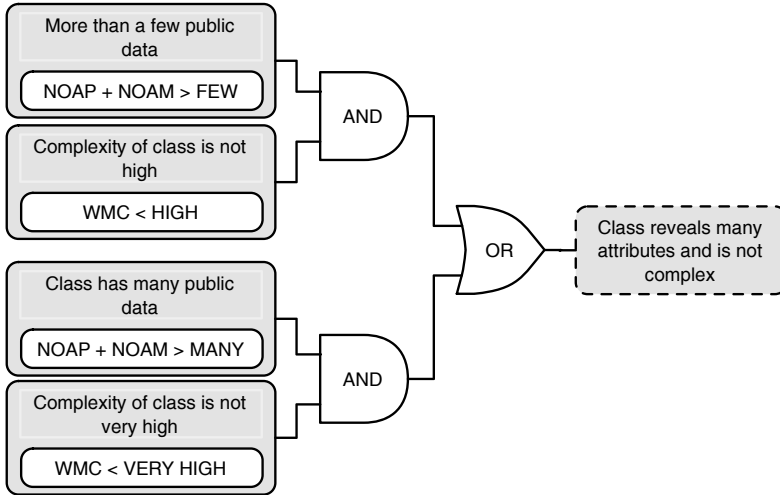 More than a few public
data
NOAP + NOAM > FEW
AND
Complexity of class is not
high
WMC < HIGH
Class reveals many
attributes and is not
complex
OR
Class has many public
data
NOAP + NOAM > MANY
AND
Complexity of class is not
very high
WMC < VERY HIGH